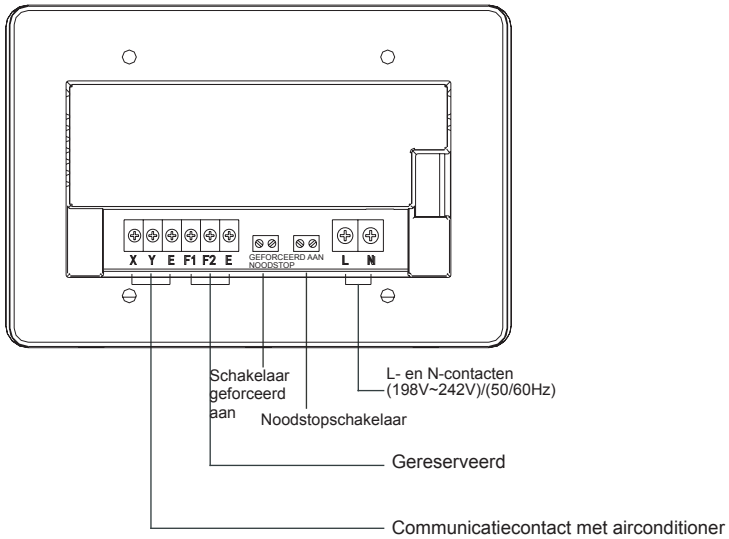 X Y E F1 F2 E
GEFORCEERD AAN
NOODSTOP
L N
Schakelaar
geforceerd
aan
Noodstopschakelaar
L- en N-contacten
(198V~242V)/(50/60Hz)
Gereserveerd
Communicatiecontact met airconditioner